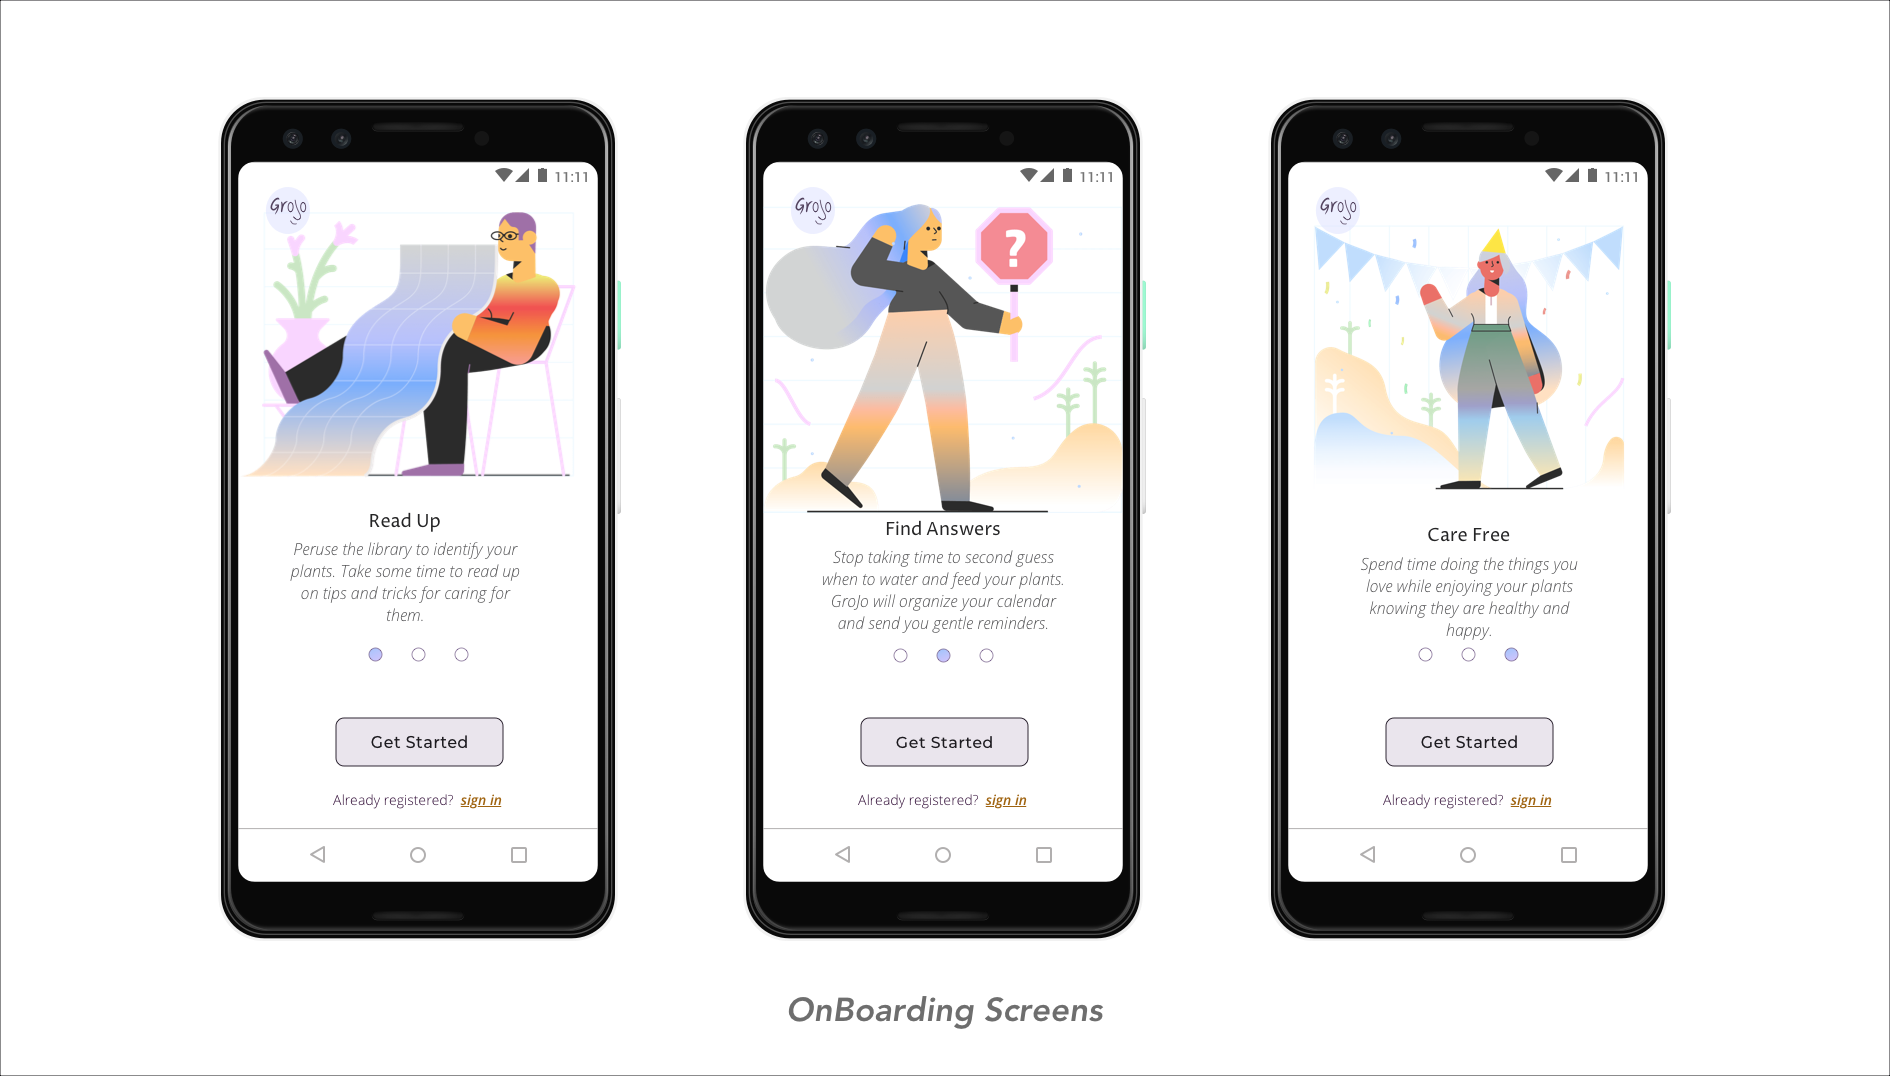 11:11
GroJo
Read Up
Peruse the library to identify your
plants. Take some time to read up
on tips and tricks for caring for
them.
Get Started
Already registered? sign in
11:11
GroJo
?
Find Answers
Stop taking time to second guess
when to water and feed your plants.
GroJo will organize your calendar
and send you gentle reminders.
Get Started
Already registered? sign in
11:11
GroJo
Care Free
Spend time doing the things you
love while enjoying your plants
knowing they are healthy and
happy.
Get Started
Already registered? sign in
OnBoarding Screens